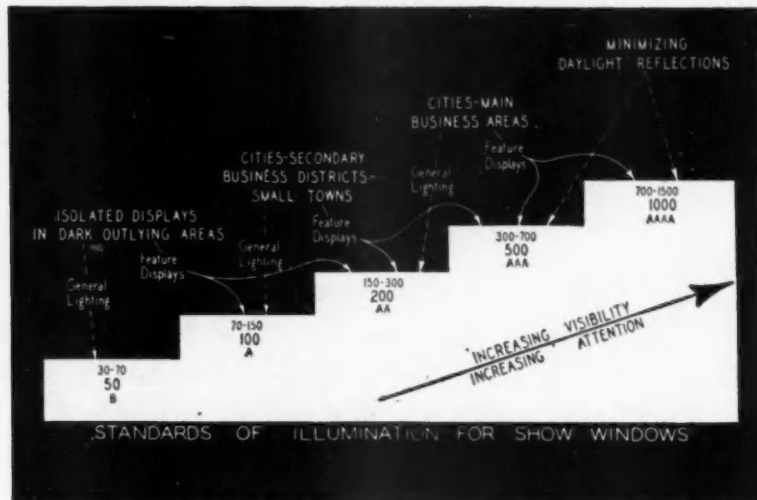 MINIMIZING
DAYLIGHT REFLECTIONS
CITIES-MAIN
BUSINESS AREAS
Feature
Displays
General
Lighting
CITIES-SECONDARY
BUSINESS DISTRICTS-
SMALL TOWNS
Feature
Displays
General
Lighting
ISOLATED DISPLAYS
IN DARK OUTLYING AREAS
Feature
Displays
General
Lighting
700-1500
1000
AAAA
300-700
500
AAA
150-300
200
AA
70-150
100
A
30-70
50
B
INCREASING VISIBILITY
INCREASING ATTENTION
STANDARDS OF ILLUMINATION FOR SHOW WINDOWS